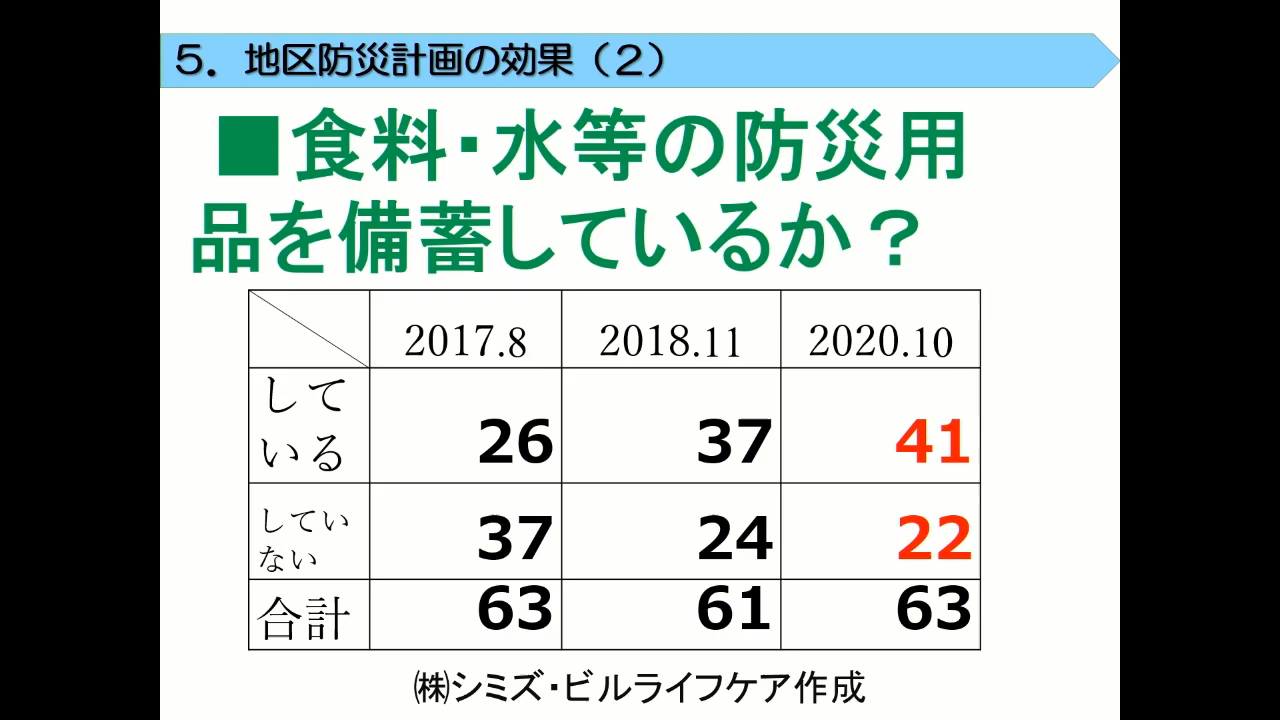 5．地区防災計画の効果（2）
■食料・水等の防災用
品を備蓄しているか？
2017.8 2018.11 2020.10
して
いる 26 37 41
してい
ない 37 24 22
合計 63 61 63
㈱シミズ・ビルライフケア作成